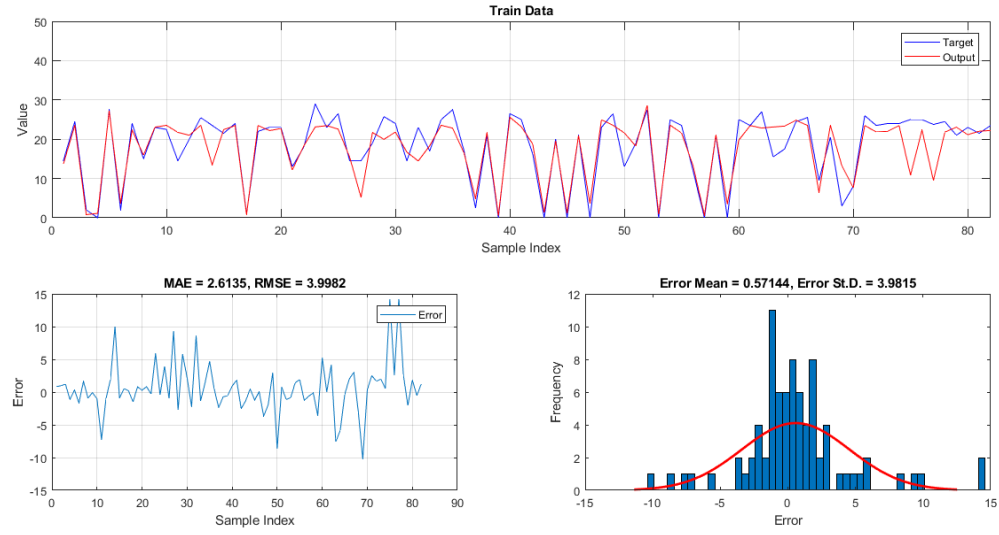 Train Data
50
40
30
20
10
0
Value
Target
Output
0 10 20 30 40 50 60 70 80
Sample Index
MAE = 2.6135, RMSE = 3.9982
15
10
5
0
-5
-10
-15
Error
Error
0 10 20 30 40 50 60 70 80 90
Sample Index
Error Mean = 0.57144, Error St.D. = 3.9815
12
10
8
6
4
2
0
Frequency
-15 -10 -5 0 5 10 15
Error